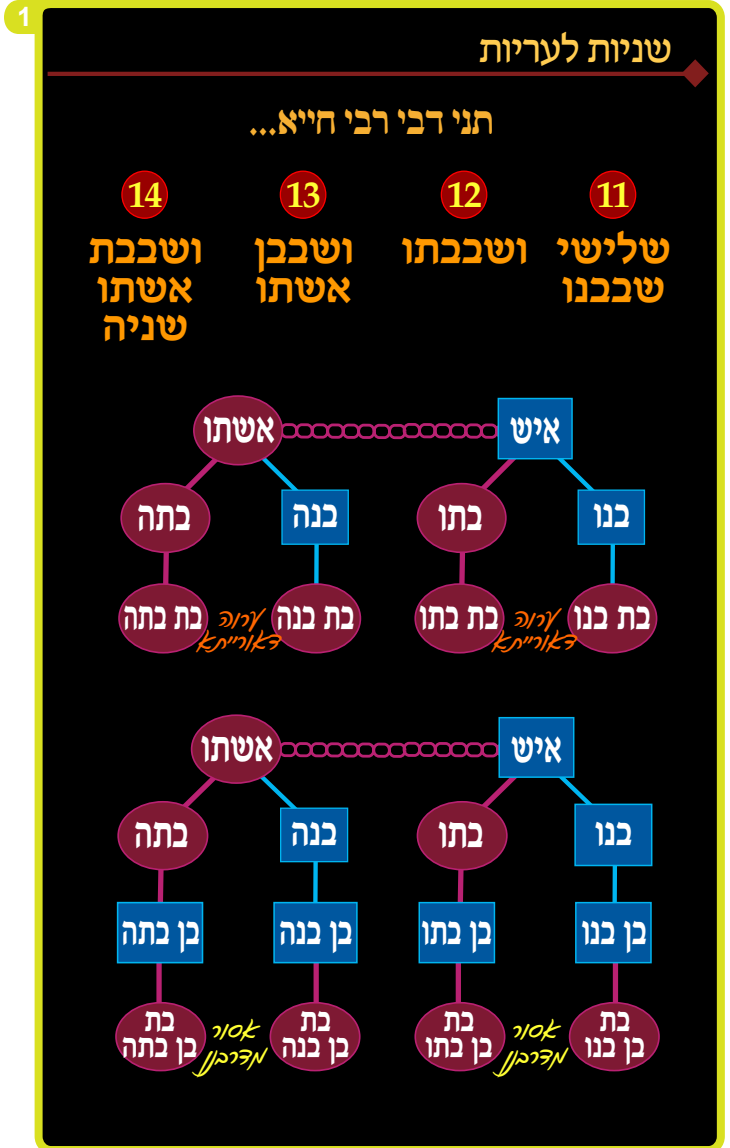 1
שניות לעריות
תני דבי רבי חייא...
11 12 13 14
שלישי
שבבנו
ושבבתו
ושבבן
אשתו
ושבבת
אשתו
שניה
איש אשתו
בנו בתו בנה בתה
בת בנו ערוה דאורייתא בת בתו בת בנה ערוה דאורייתא בת בתה
איש אשתו
בנו בתו בנה בתה
בן בנו בן בתו בן בנה בן בתה
בת
בן בנו
אסור
מדרבנן
בת
בן בתו
בת
בן בנה
אסור
מדרבנן
בת
בן בתה